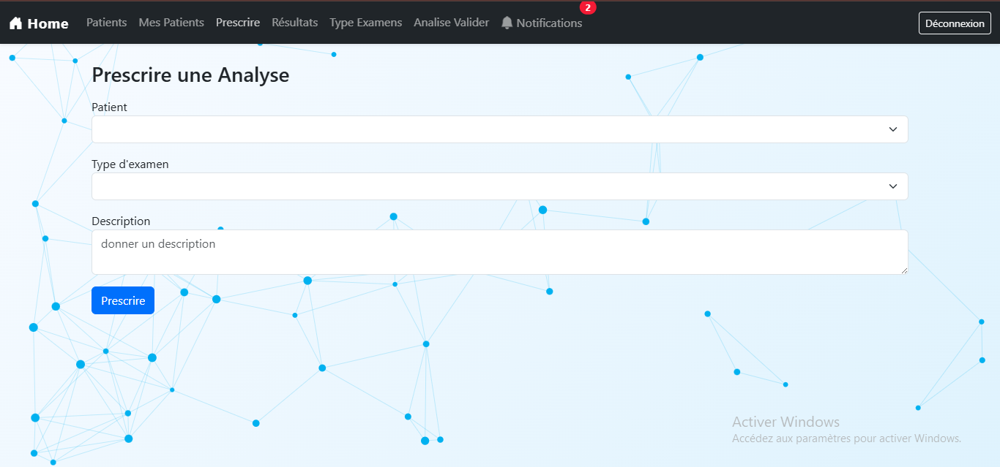 2
Home Patients Mes Patients Prescrire Résultats Type Examens Analise Valider Notifications Déconnexion
Prescrire une Analyse
Patient
Type d'examen
Description
donner un description
Prescrire
Activer Windows
Accédez aux paramètres pour activer Windows.